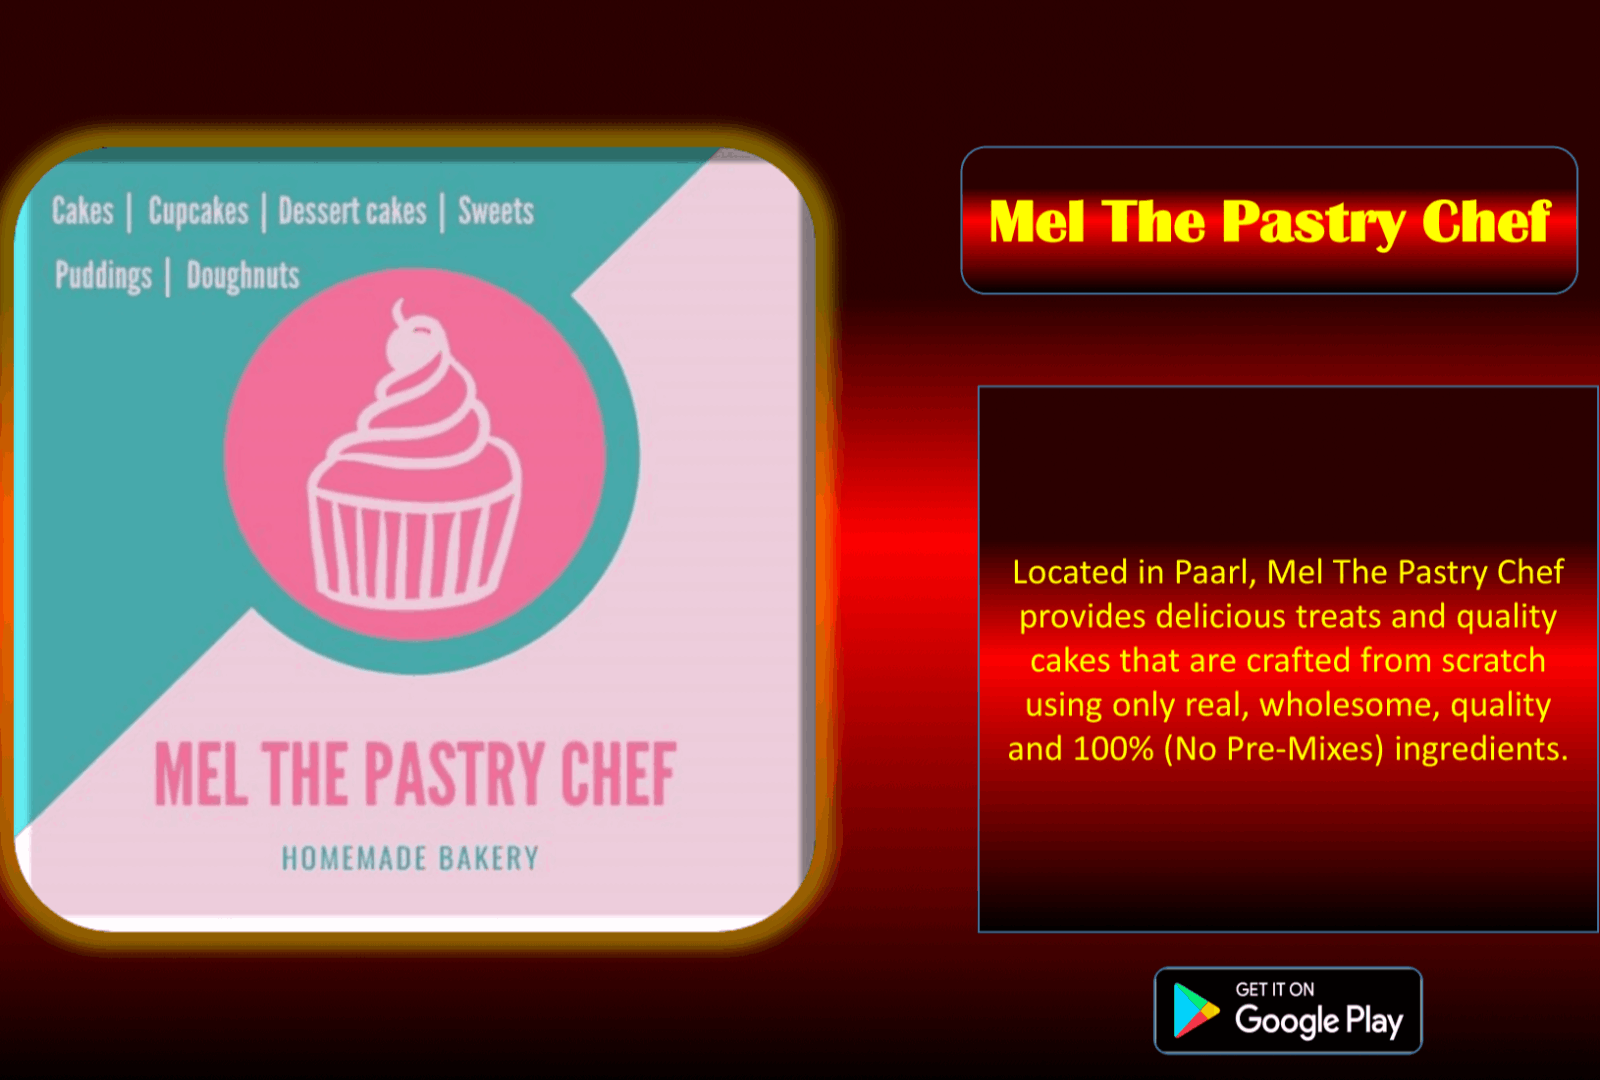 Cakes | Cupcakes | Dessert cakes | Sweets
Puddings | Doughnuts
MEL THE PASTRY CHEF
HOMEMADE BAKERY
Mel The Pastry Chef
Located in Paarl, Mel The Pastry Chef
provides delicious treats and quality
cakes that are crafted from scratch
using only real, wholesome, quality
and 100% (No Pre-Mixes) ingredients.
GET IT ON
Google Play